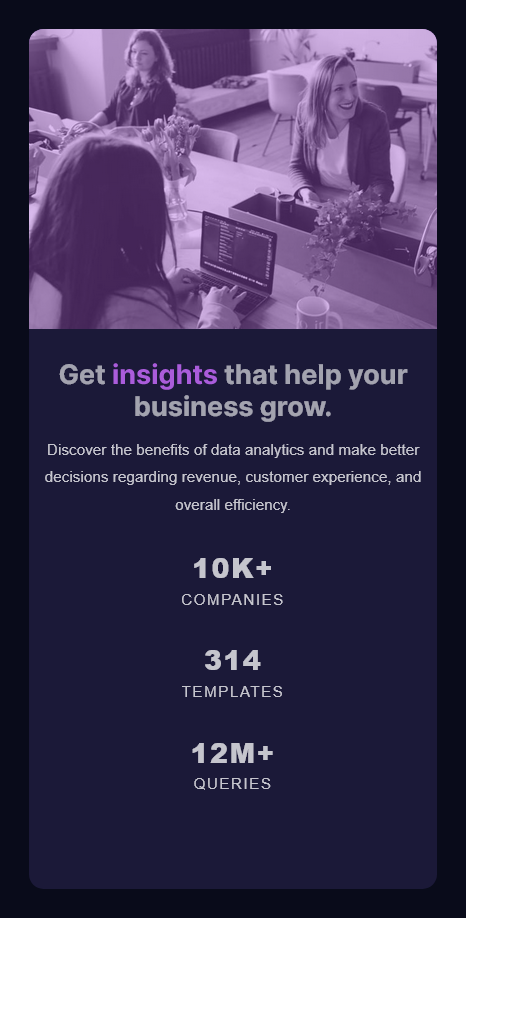 Get insights that help your
business grow.
Discover the benefits of data analytics and make better
decisions regarding revenue, customer experience, and
overall efficiency.
10K+
COMPANIES
314
TEMPLATES
12M+
QUERIES